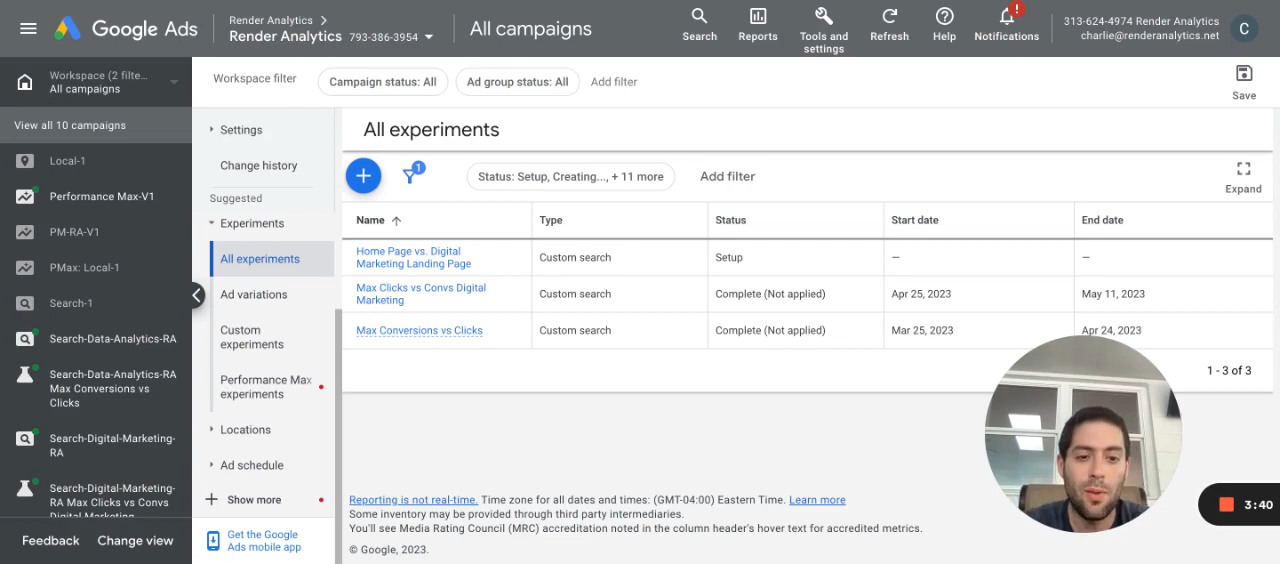 Google Ads
Render Analytics
Render Analytics 793-386-3954
All campaigns
Search
Reports
Tools and
settings
Refresh
Help
!
Notifications
313-624-4974 Render Analytics
charlie@renderanalytics.net
C
Workspace (2 filte...
All campaigns
View all 10 campaigns
Local-1
Performance Max-V1
PM-RA-V1
PMax: Local-1
Search-1
Search-Data-Analytics-RA
Search-Data-Analytics-RA
Max Conversions vs
Clicks
Search-Digital-Marketing-
RA
Search-Digital-Marketing-
RA Max Clicks vs Convs
Digital Marketing
Feedback
Change view
Workspace filter
Campaign status: All
Ad group status: All
Add filter
Save
Settings
Change history
Suggested
Experiments
All experiments
Ad variations
Custom
experiments
Performance Max
experiments
Locations
Ad schedule
Show more
Get the Google
Ads mobile app
All experiments
1
Status: Setup, Creating..., + 11 more
Add filter
Expand
Name
Type
Status
Start date
End date
Home Page vs. Digital
Marketing Landing Page
Custom search
Setup
—
—
Max Clicks vs Convs Digital
Marketing
Custom search
Complete (Not applied)
Apr 25, 2023
May 11, 2023
Max Conversions vs Clicks
Custom search
Complete (Not applied)
Mar 25, 2023
Apr 24, 2023
1 - 3 of 3
Reporting is not real-time. Time zone for all dates and times: (GMT-04:00) Eastern Time. Learn more
Some inventory may be provided through third party intermediaries.
You'll see Media Rating Council (MRC) accreditation noted in the column header's hover text for accredited metrics.
© Google, 2023.
3:40